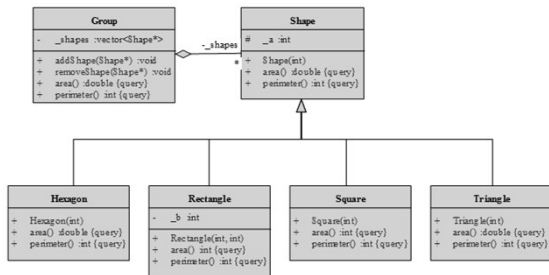 Group
- _shapes :vector<Shape*>
+ addShape(Shape*) :void
+ removeShape(Shape*) :void
+ area() :double {query}
+ perimeter() :int {query}
-_shapes
*
Shape
# _a :int
+ Shape(int)
+ area() :double {query}
+ perimeter() :int {query}
Hexagon
+ Hexagon(int)
+ area() :double {query}
+ perimeter() :int {query}
Rectangle
- _b :int
+ Rectangle(int, int)
+ area() :int {query}
+ perimeter() :int {query}
Square
+ Square(int)
+ area() :int {query}
+ perimeter() :int {query}
Triangle
+ Triangle(int)
+ area() :double {query}
+ perimeter() :int {query}